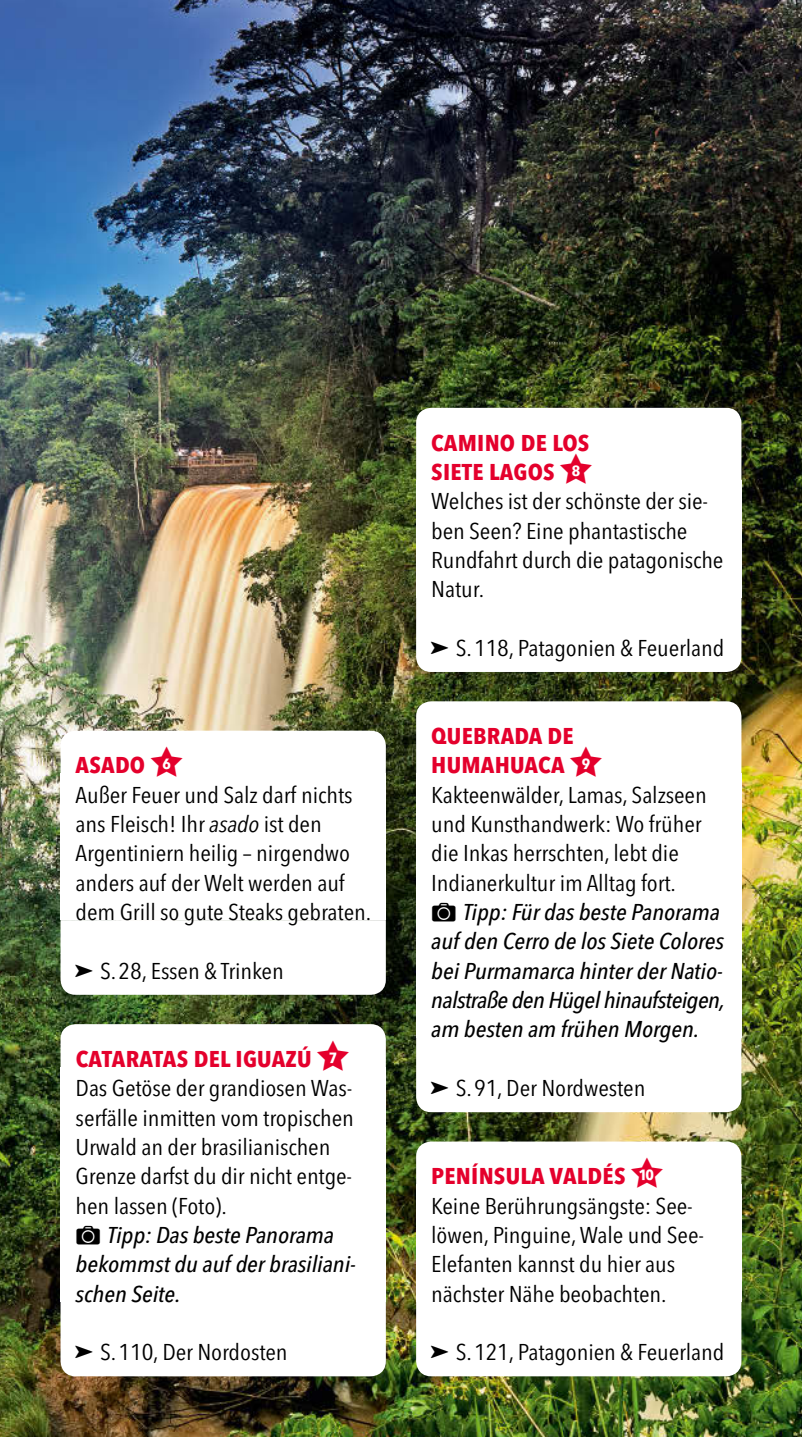 ASADO 6
Außer Feuer und Salz darf nichts
ans Fleisch! Ihr asado ist den
Argentiniern heilig – nirgendwo
anders auf der Welt werden auf
dem Grill so gute Steaks gebraten.
➤ S. 28, Essen & Trinken
CATARATAS DEL IGUAZÚ 7
Das Getöse der grandiosen Was-
serfälle inmitten vom tropischen
Urwald an der brasilianischen
Grenze darfst du dir nicht entge-
hen lassen (Foto).
Tipp: Das beste Panorama
bekommst du auf der brasiliani-
schen Seite.
➤ S. 110, Der Nordosten
CAMINO DE LOS
SIETE LAGOS 8
Welches ist der schönste der sie-
ben Seen? Eine phantastische
Rundfahrt durch die patagonische
Natur.
➤ S. 118, Patagonien & Feuerland
QUEBRADA DE
HUMAHUACA 9
Kakteenwälder, Lamas, Salzseen
und Kunsthandwerk: Wo früher
die Inkas herrschten, lebt die
Indianerkultur im Alltag fort.
Tipp: Für das beste Panorama
auf den Cerro de los Siete Colores
bei Purmamarca hinter der Natio-
nalstraße den Hügel hinaufsteigen,
am besten am frühen Morgen.
➤ S. 91, Der Nordwesten
PENÍNSULA VALDÉS 10
Keine Berührungsängste: See-
löwen, Pinguine, Wale und See-
Elefanten kannst du hier aus
nächster Nähe beobachten.
➤ S. 121, Patagonien & Feuerland